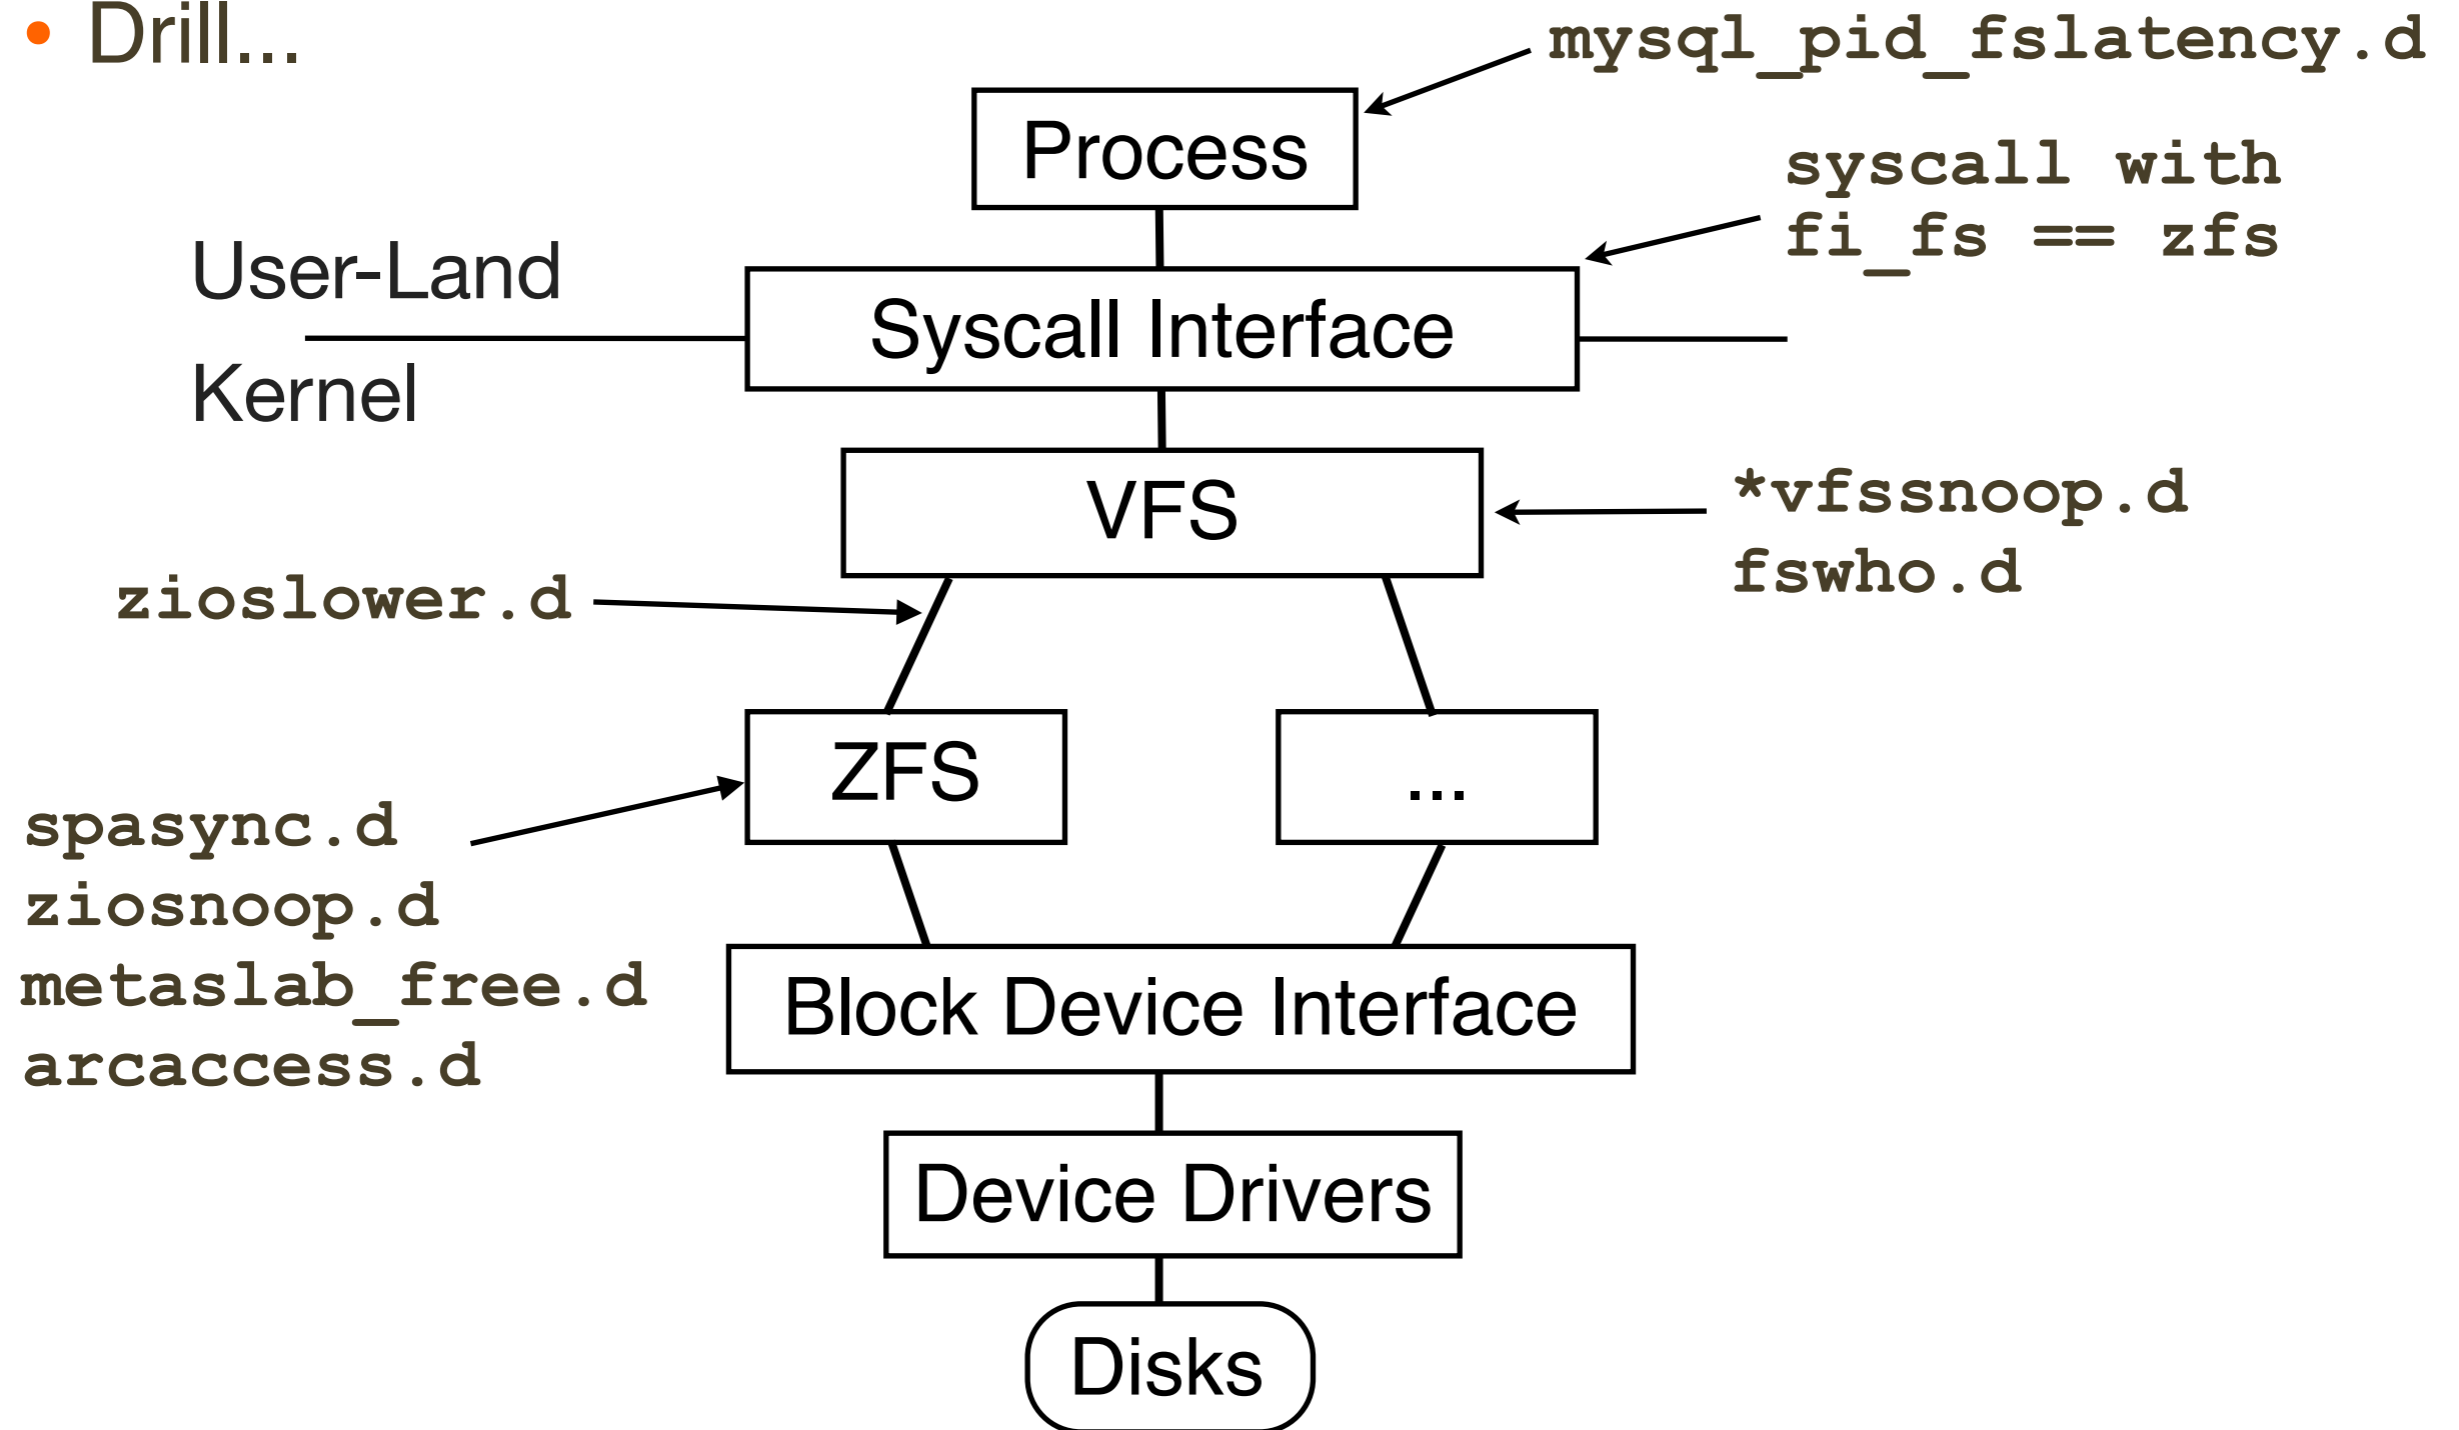 • Drill...
mysql_pid_fslatency.d
Process
syscall with
fi_fs == zfs
User-Land
Syscall Interface
Kernel
VFS
*vfssnoop.d
fswho.d
zioslower.d
ZFS
...
spasync.d
ziosnoop.d
metaslab_free.d
arcaccess.d
Block Device Interface
Device Drivers
Disks